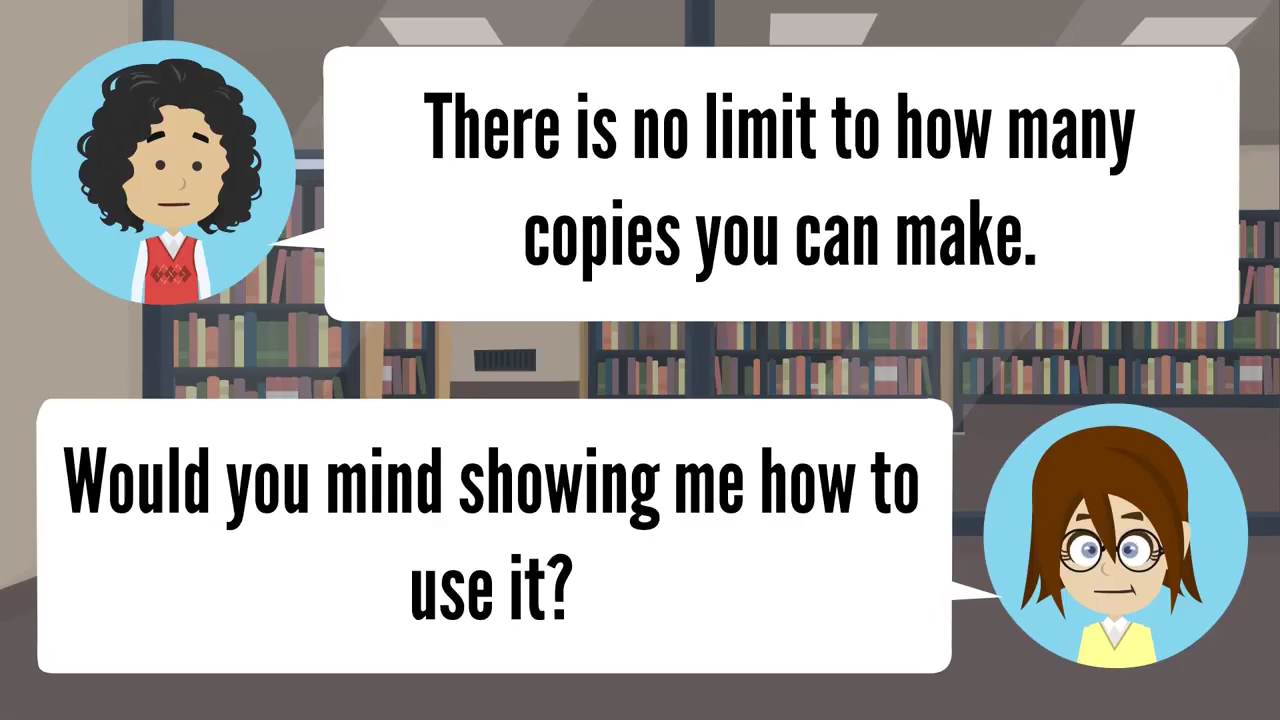 There is no limit to how many
copies you can make.
Would you mind showing me how to
use it?